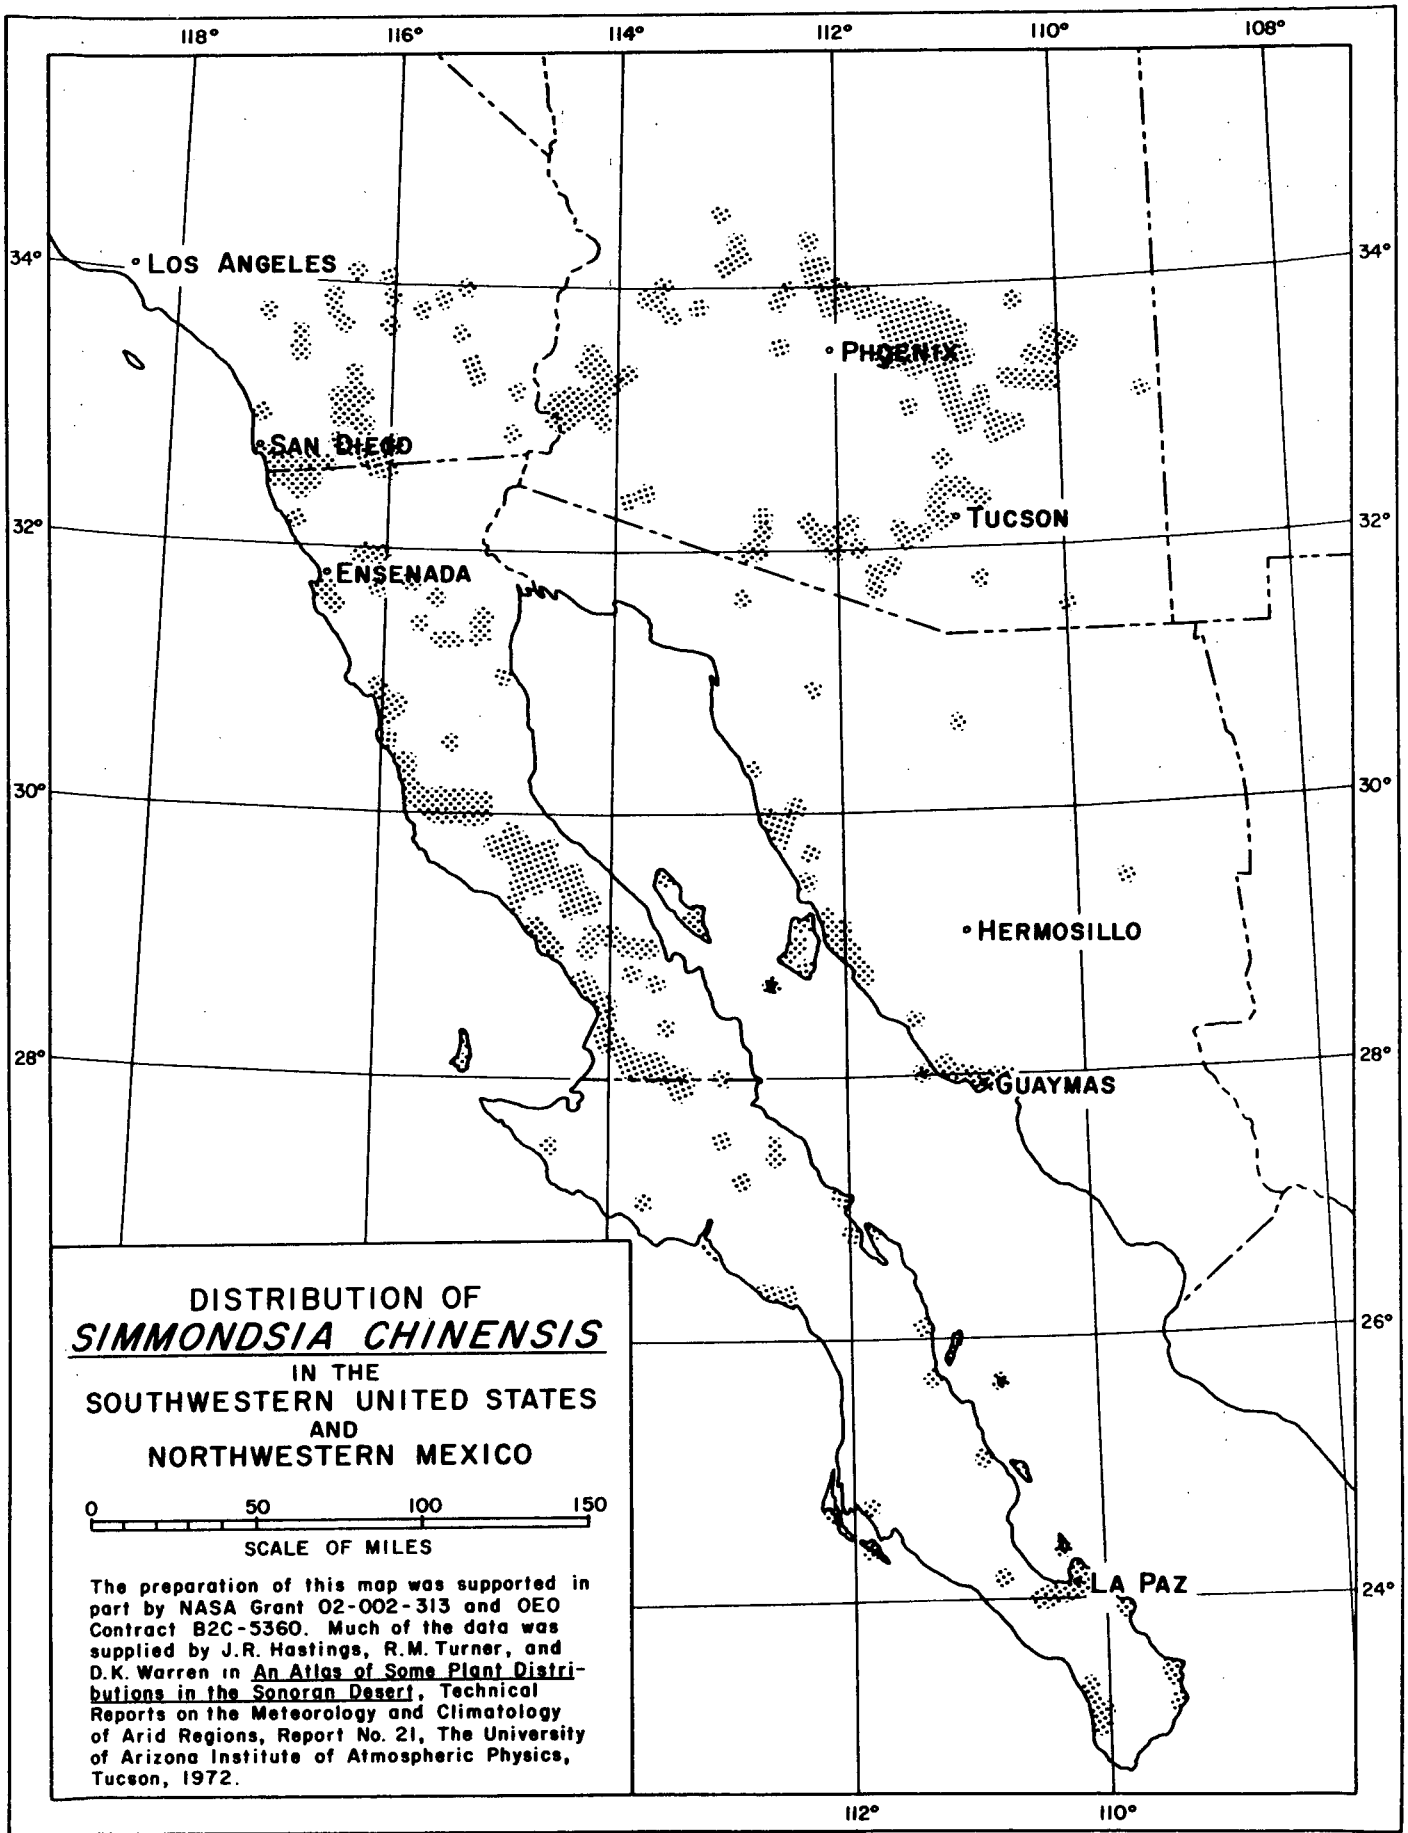 118° 116° 114° 112° 110° 108°
34° LOS ANGELES 34°
PHOENIX
SAN DIEGO
32° TUCSON 32°
ENSENADA
30° 30°
HERMOSILLO
28° 28°
GUAYMAS
DISTRIBUTION OF
SIMMONDSIA CHINENSIS
IN THE
SOUTHWESTERN UNITED STATES
AND
NORTHWESTERN MEXICO
0 50 100 150
SCALE OF MILES
The preparation of this map was supported in
part by NASA Grant 02-002-313 and OEO
Contract B2C-5360. Much of the data was
supplied by J.R. Hastings, R.M. Turner, and
D.K. Warren in An Atlas of Some Plant Distri-
butions in the Sonoran Desert, Technical
Reports on the Meteorology and Climatology
of Arid Regions, Report No. 21, The University
of Arizona Institute of Atmospheric Physics,
Tucson, 1972.
26°
LA PAZ 24°
112° 110°